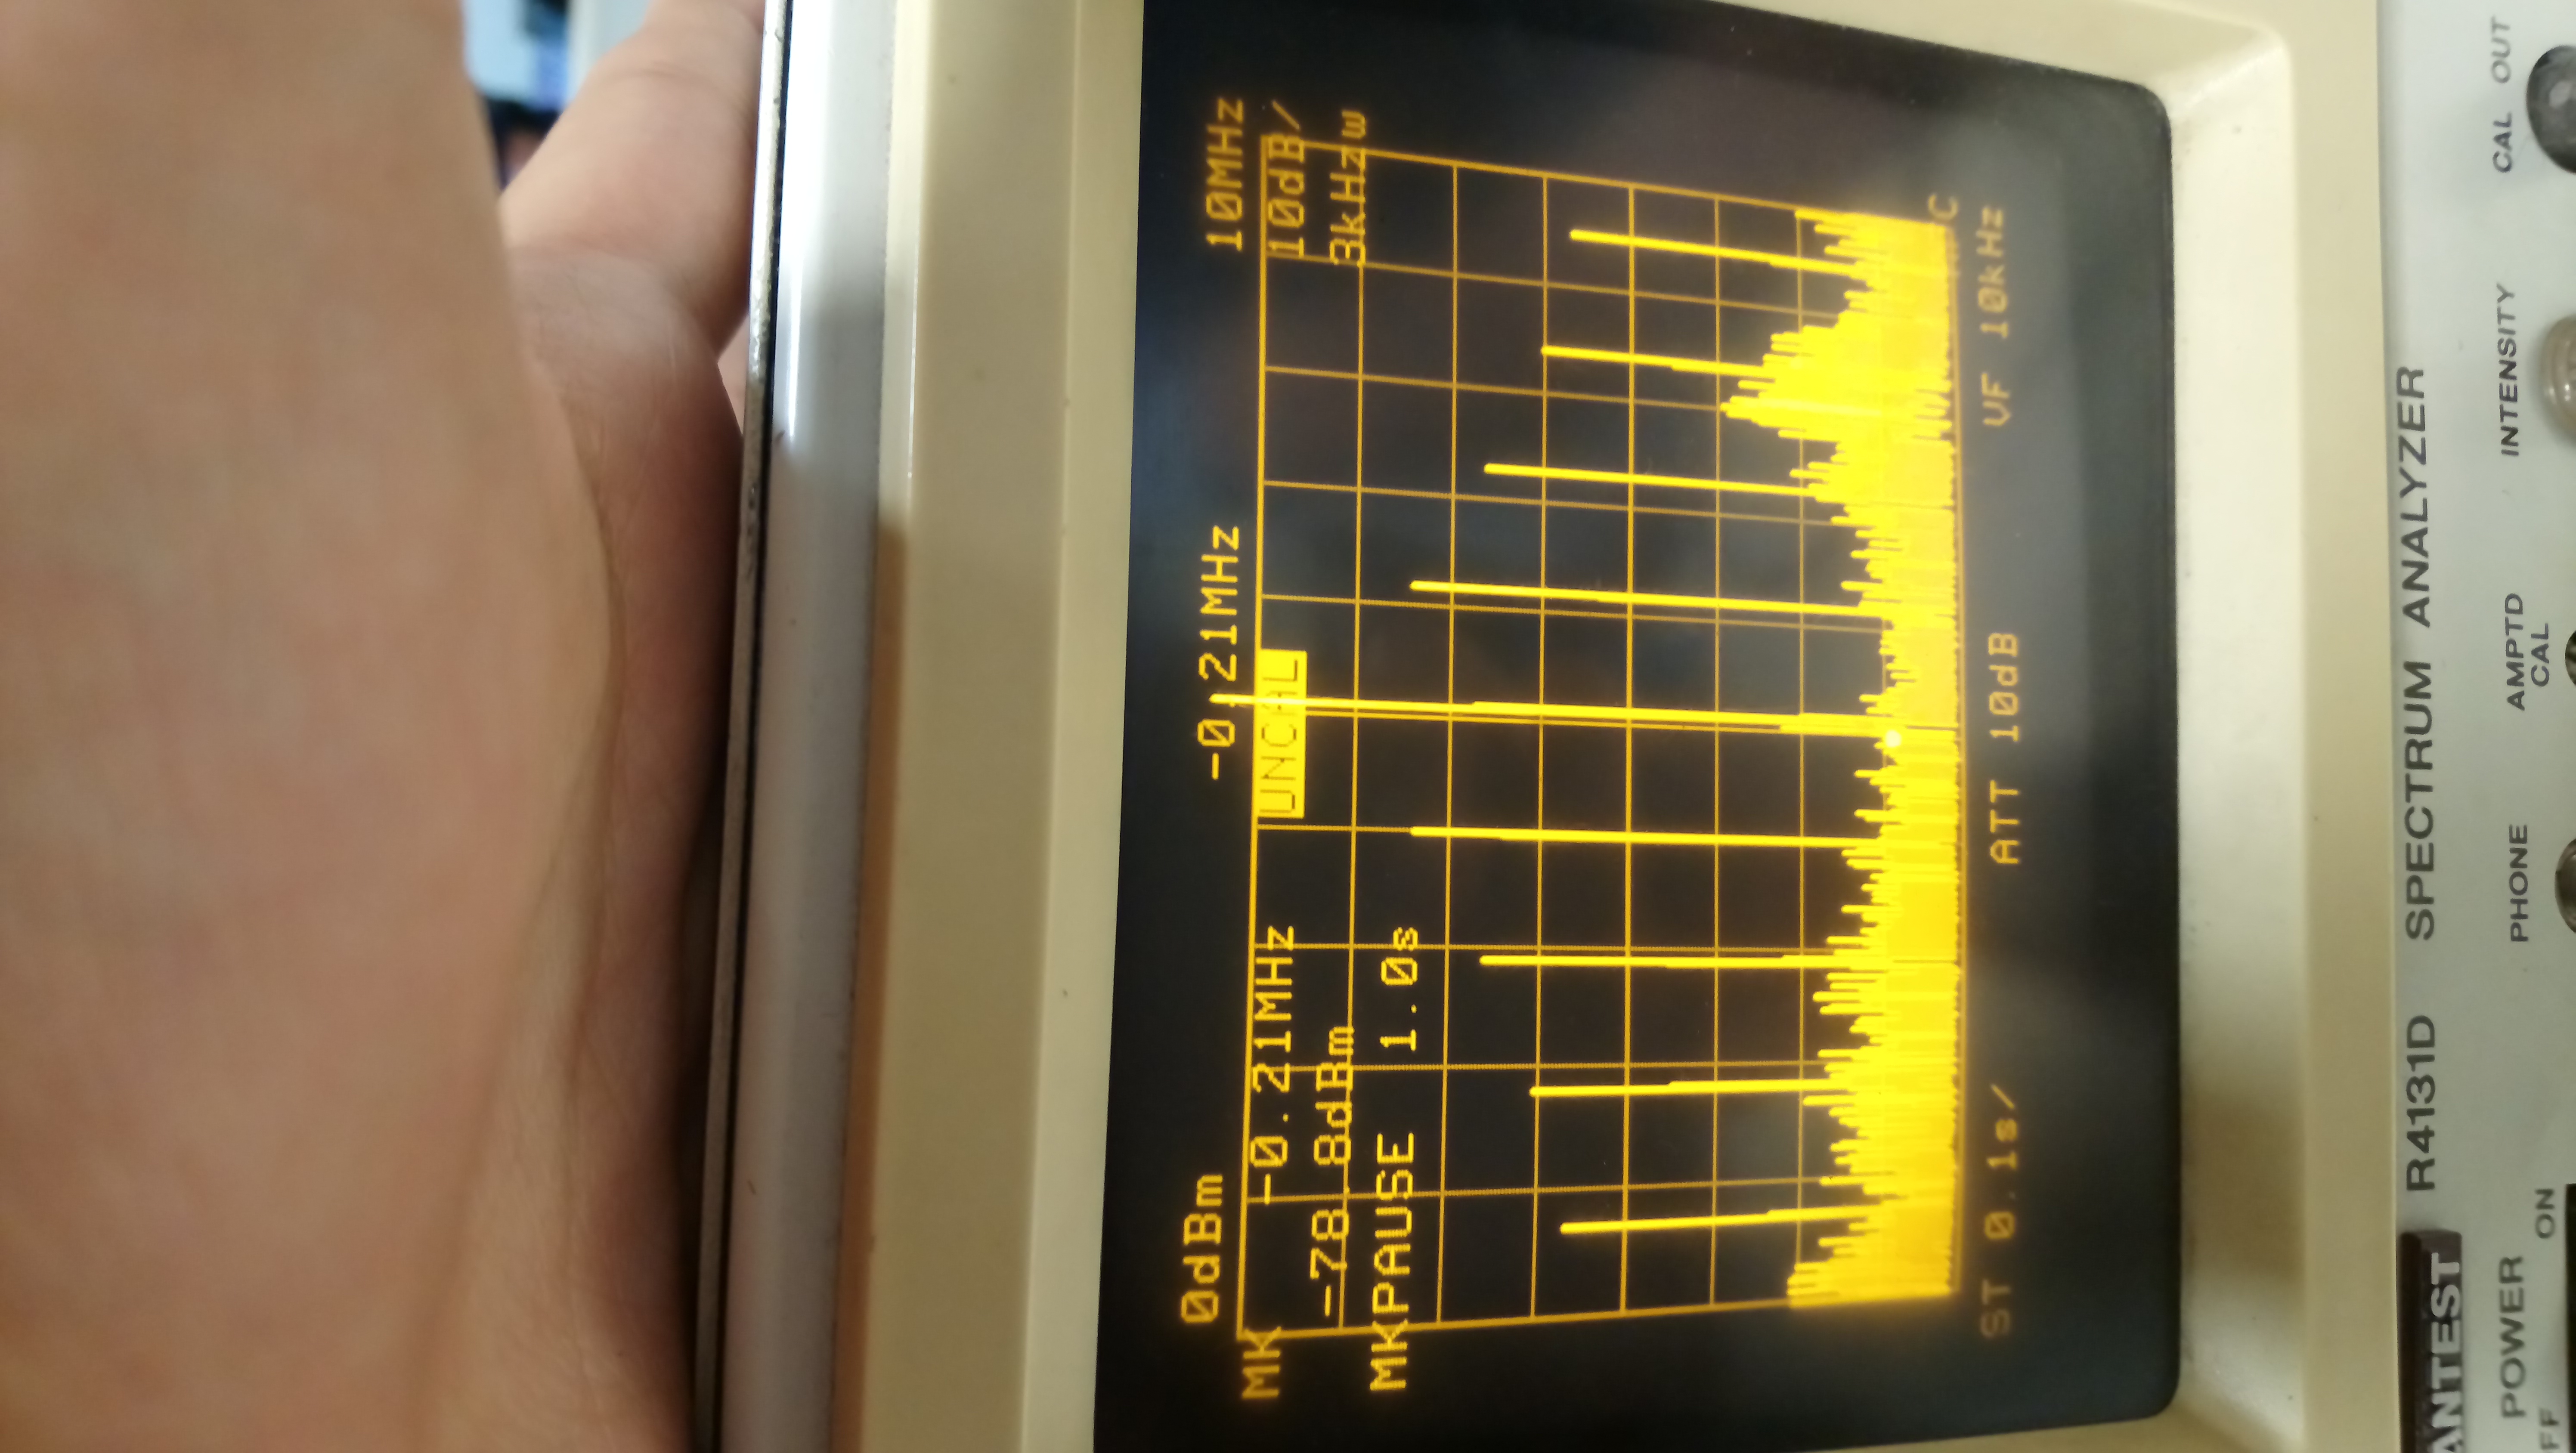 0dBm -0.21MHz 10MHz
MK -0.21MHz UNCAL 10dB/
-78.8dBm 3kHzw
MKPAUSE 1.0s
ST 0.1s/ ATT 10dB VF 10kHz
ANTEST R4131D SPECTRUM ANALYZER
POWER PHONE AMPTD CAL INTENSITY CAL OUT
FF ON